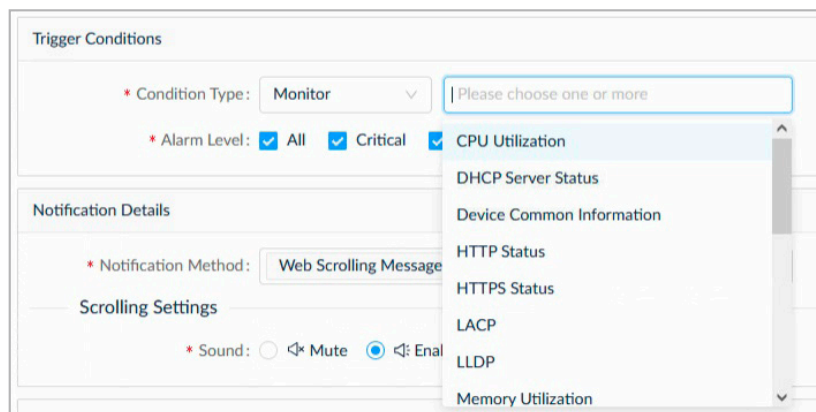 Trigger Conditions
* Condition Type: Monitor Please choose one or more
* Alarm Level: All Critical
CPU Utilization
DHCP Server Status
Device Common Information
HTTP Status
HTTPS Status
LACP
LLDP
Memory Utilization
Notification Details
* Notification Method: Web Scrolling Message
Scrolling Settings
* Sound: Mute Enal